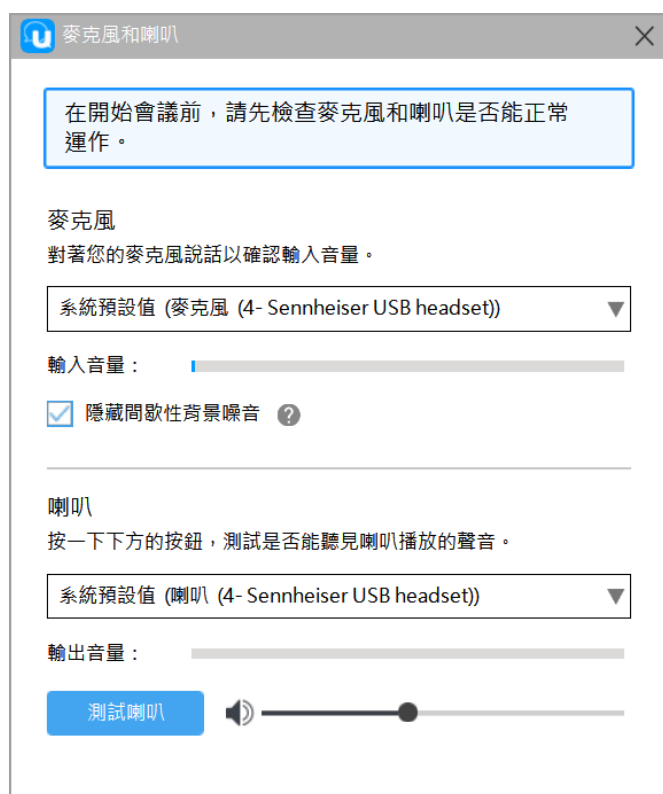 麥克風和喇叭
在開始會議前，請先檢查麥克風和喇叭是否能正常
運作。
麥克風
對著您的麥克風說話以確認輸入音量。
系統預設值 (麥克風 (4- Sennheiser USB headset))
輸入音量：
隱藏間歇性背景噪音
喇叭
按一下下方的按鈕，測試是否能聽見喇叭播放的聲音。
系統預設值 (喇叭 (4- Sennheiser USB headset))
輸出音量：
測試喇叭